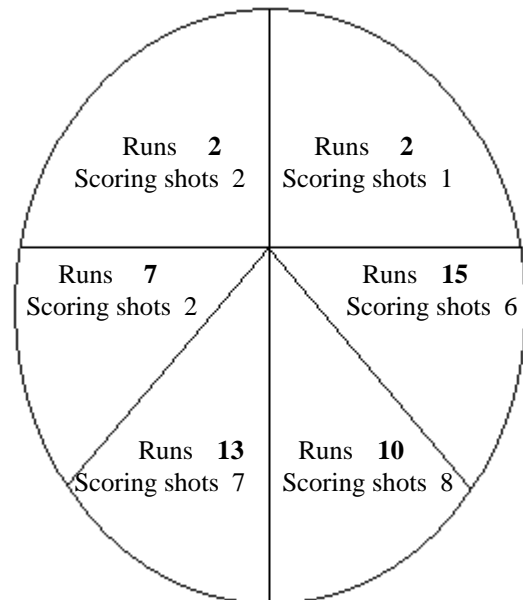 Runs 2
Scoring shots 2
Runs 2
Scoring shots 1
Runs 7
Scoring shots 2
Runs 15
Scoring shots 6
Runs 13
Scoring shots 7
Runs 10
Scoring shots 8